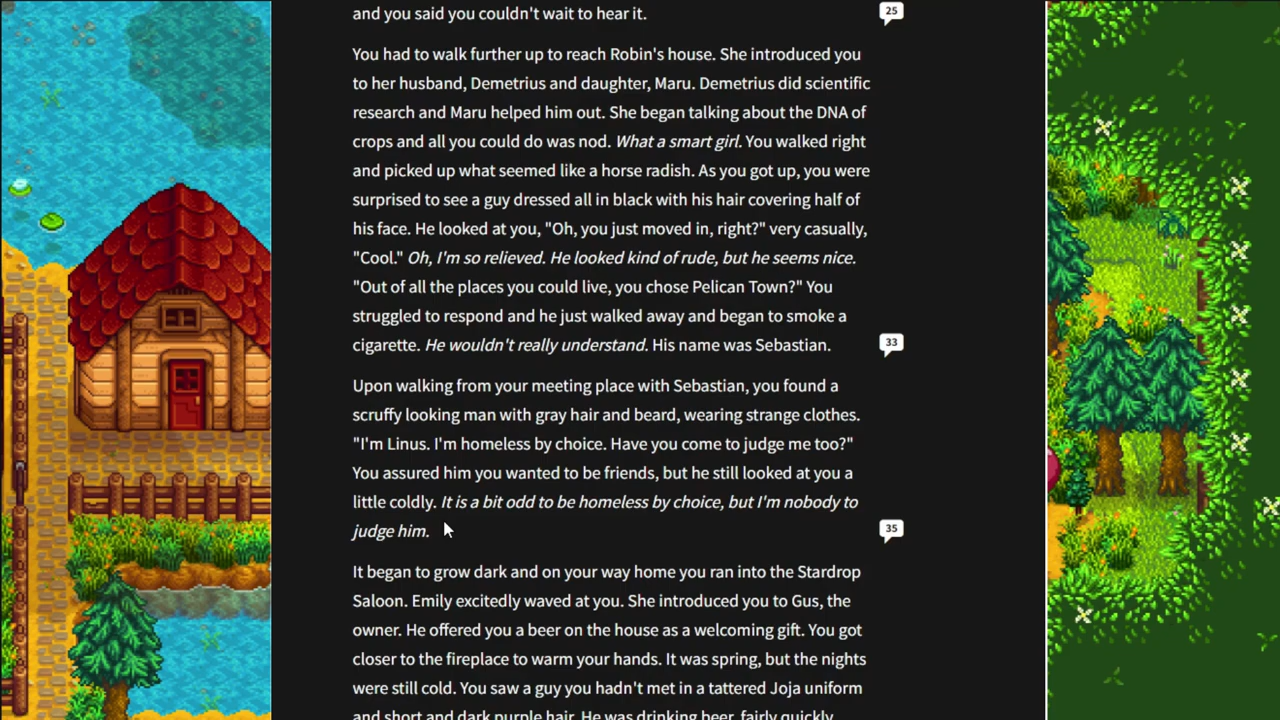 and you said you couldn't wait to hear it.
25
You had to walk further up to reach Robin's house. She introduced you
to her husband, Demetrius and daughter, Maru. Demetrius did scientific
research and Maru helped him out. She began talking about the DNA of
crops and all you could do was nod. What a smart girl. You walked right
and picked up what seemed like a horse radish. As you got up, you were
surprised to see a guy dressed all in black with his hair covering half of
his face. He looked at you, "Oh, you just moved in, right?" very casually,
"Cool." Oh, I'm so relieved. He looked kind of rude, but he seems nice.
"Out of all the places you could live, you chose Pelican Town?" You
struggled to respond and he just walked away and began to smoke a
cigarette. He wouldn't really understand. His name was Sebastian.
33
Upon walking from your meeting place with Sebastian, you found a
scruffy looking man with gray hair and beard, wearing strange clothes.
"I'm Linus. I'm homeless by choice. Have you come to judge me too?"
You assured him you wanted to be friends, but he still looked at you a
little coldly. It is a bit odd to be homeless by choice, but I'm nobody to
judge him.
35
It began to grow dark and on your way home you ran into the Stardrop
Saloon. Emily excitedly waved at you. She introduced you to Gus, the
owner. He offered you a beer on the house as a welcoming gift. You got
closer to the fireplace to warm your hands. It was spring, but the nights
were still cold. You saw a guy you hadn't met in a tattered Joja uniform
and short and dark purple hair. He was drinking beer, fairly quickly.